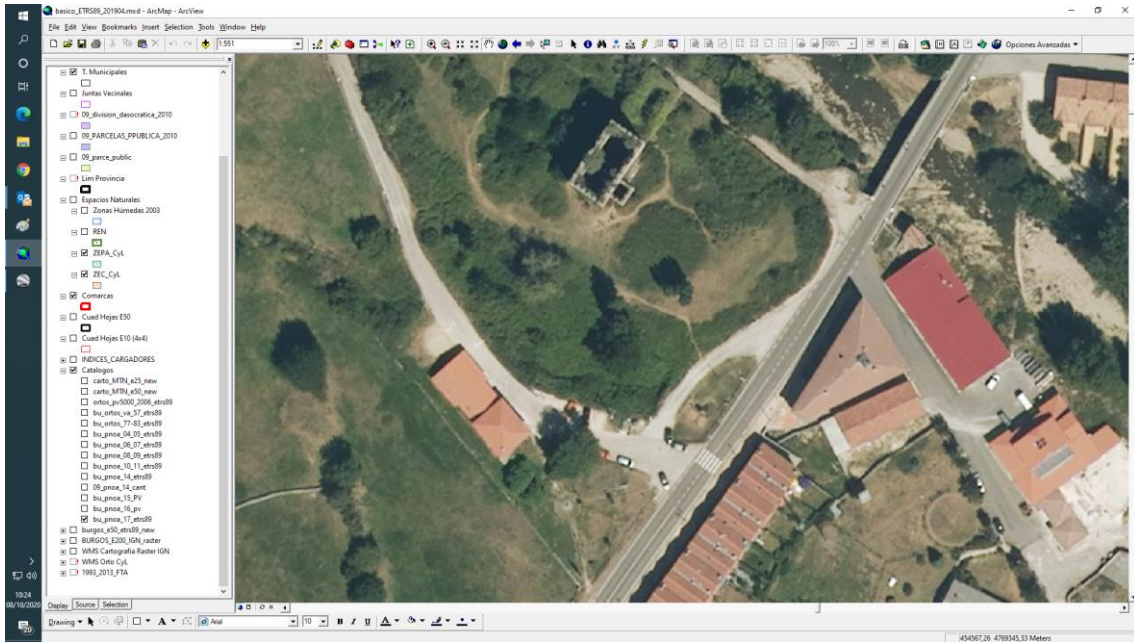 basico_ETRS89_201904.mxd - ArcMap - ArcView
File Edit View Bookmarks Insert Selection Tools Window Help
1:551
100%
Opciones Avanzadas
T. Municipales
Juntas Vecinales
09_division_dasocratica_2010
09_PARCELAS_PPUBLICA_2010
09_parce_public
Lim Provincia
Espacios Naturales
Zonas Húmedas 2003
REN
ZEPA_CyL
ZEC_CyL
Comarcas
Cuad Hojas E50
Cuad Hojas E10 (4x4)
INDICES_CARGADORES
Catalogos
carto_MTN_e25_new
carto_MTN_e50_new
ortos_pv5000_2006_etrs89
bu_ortos_va_57_etrs89
bu_ortos_77-83_etrs89
bu_pnoa_04_05_etrs89
bu_pnoa_06_07_etrs89
bu_pnoa_08_09_etrs89
bu_pnoa_10_11_etrs89
bu_pnoa_14_etrs89
09_pnoa_14_cant
bu_pnoa_15_PV
bu_pnoa_16_pv
bu_pnoa_17_etrs89
burgos_e50_etrs89_new
BURGOS_E200_IGN_raster
WMS Cartografia Raster IGN
WMS Orto CyL
1993_2013_FTA
Display Source Selection
Drawing A Arial 10 B I U A
454567,26 4769345,33 Meters
10:24
08/10/2020
20